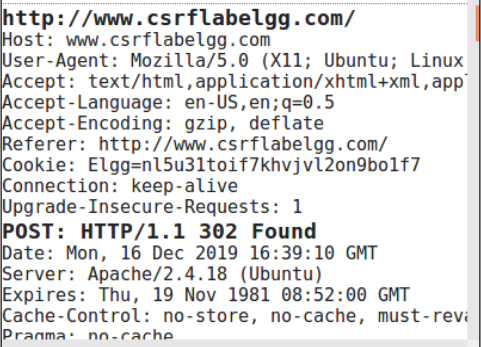 http://www.csrflabelgg.com/
Host: www.csrflabelgg.com
User-Agent: Mozilla/5.0 (X11; Ubuntu; Linux
Accept: text/html,application/xhtml+xml,app
Accept-Language: en-US,en;q=0.5
Accept-Encoding: gzip, deflate
Referer: http://www.csrflabelgg.com/
Cookie: Elgg=nl5u31toif7khvjvl2on9bo1f7
Connection: keep-alive
Upgrade-Insecure-Requests: 1
POST: HTTP/1.1 302 Found
Date: Mon, 16 Dec 2019 16:39:10 GMT
Server: Apache/2.4.18 (Ubuntu)
Expires: Thu, 19 Nov 1981 08:52:00 GMT
Cache-Control: no-store, no-cache, must-reva
Pragma: no-cache